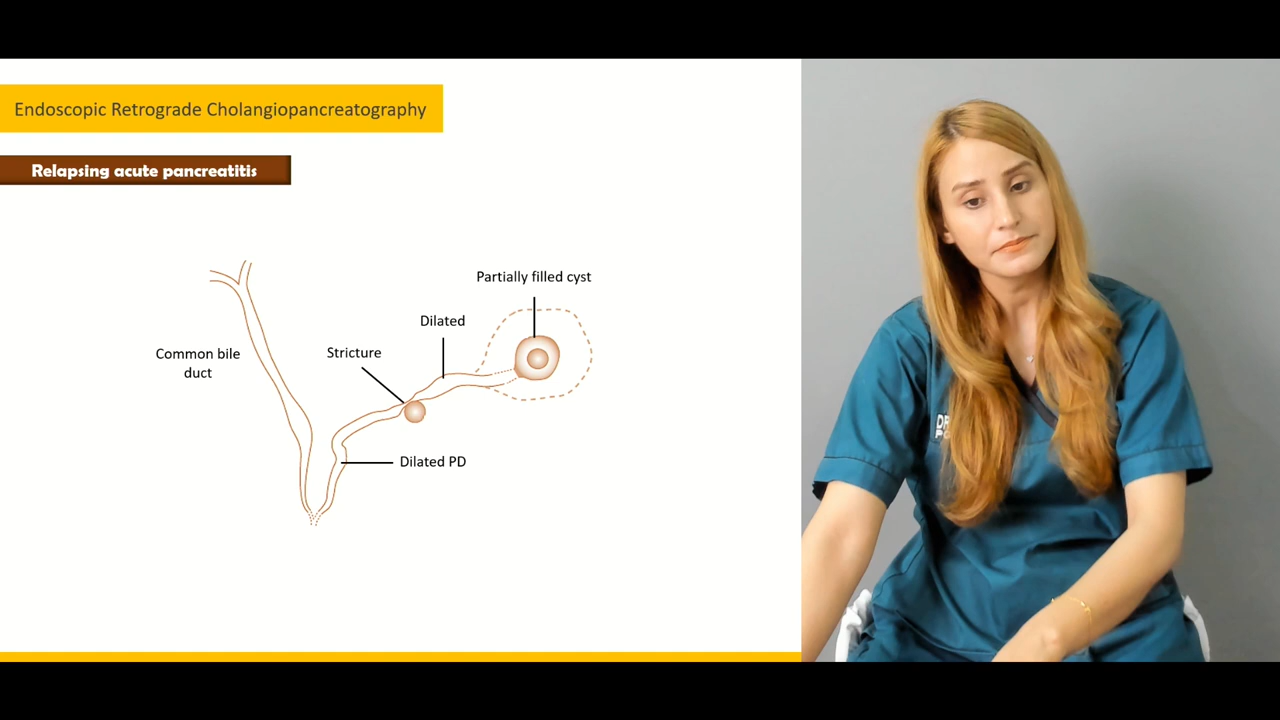 Endoscopic Retrograde Cholangiopancreatography
Relapsing acute pancreatitis
Partially filled cyst
Dilated
Stricture
Common bile
duct
Dilated PD